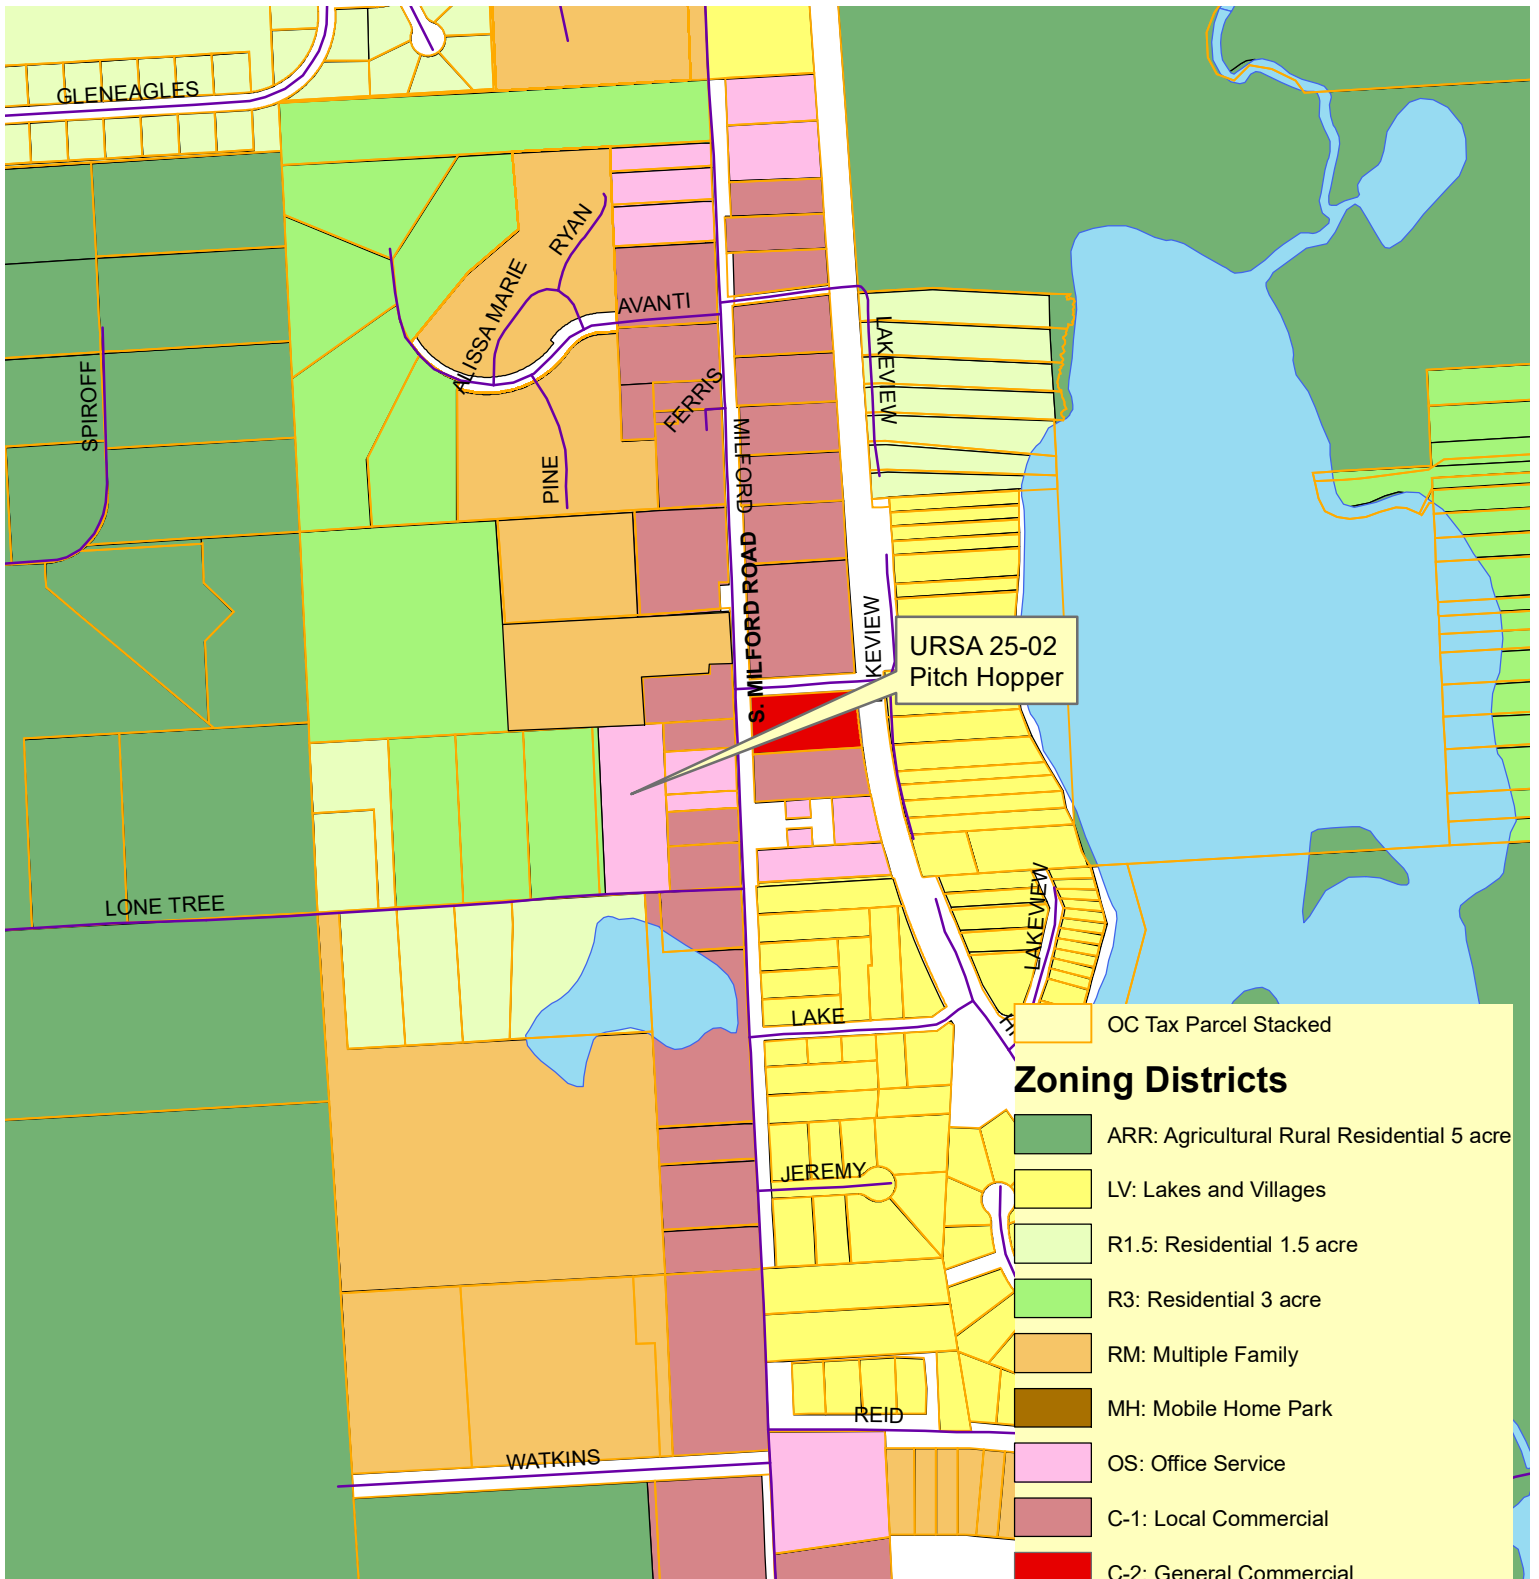 GLENEAGLES
RYAN
ALISSA MARIE
AVANTI
LAKEVIEW
SPIROFF
FERRIS
MILFORD
PINE
S. MILFORD ROAD
KEVIEW
URSA 25-02
Pitch Hopper
LONE TREE
LAKEVIEW
LAKE
JEREMY
REID
WATKINS
OC Tax Parcel Stacked
Zoning Districts
ARR: Agricultural Rural Residential 5 acre
LV: Lakes and Villages
R1.5: Residential 1.5 acre
R3: Residential 3 acre
RM: Multiple Family
MH: Mobile Home Park
OS: Office Service
C-1: Local Commercial
C-2: General Commercial